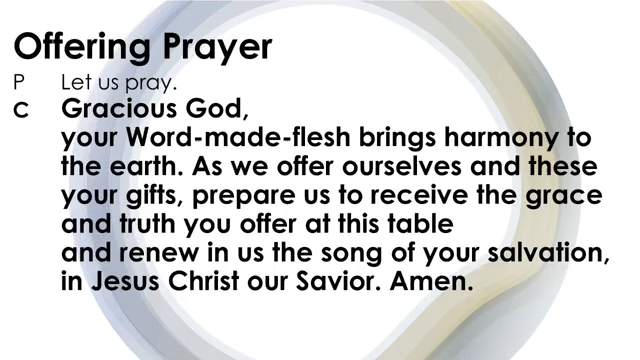 Offering Prayer
P Let us pray.
C Gracious God,
your Word-made-flesh brings harmony to
the earth. As we offer ourselves and these
your gifts, prepare us to receive the grace
and truth you offer at this table
and renew in us the song of your salvation,
in Jesus Christ our Savior. Amen.